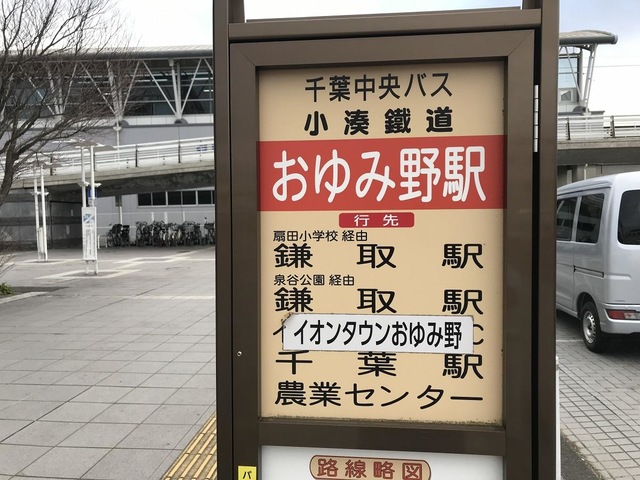 千葉中央バス
小湊鐵道
おゆみ野駅
行先
扇田小学校 経由
鎌取駅
泉谷公園 経由
鎌取駅
イオンタウンおゆみ野
千葉駅
農業センター
路線略図
バ